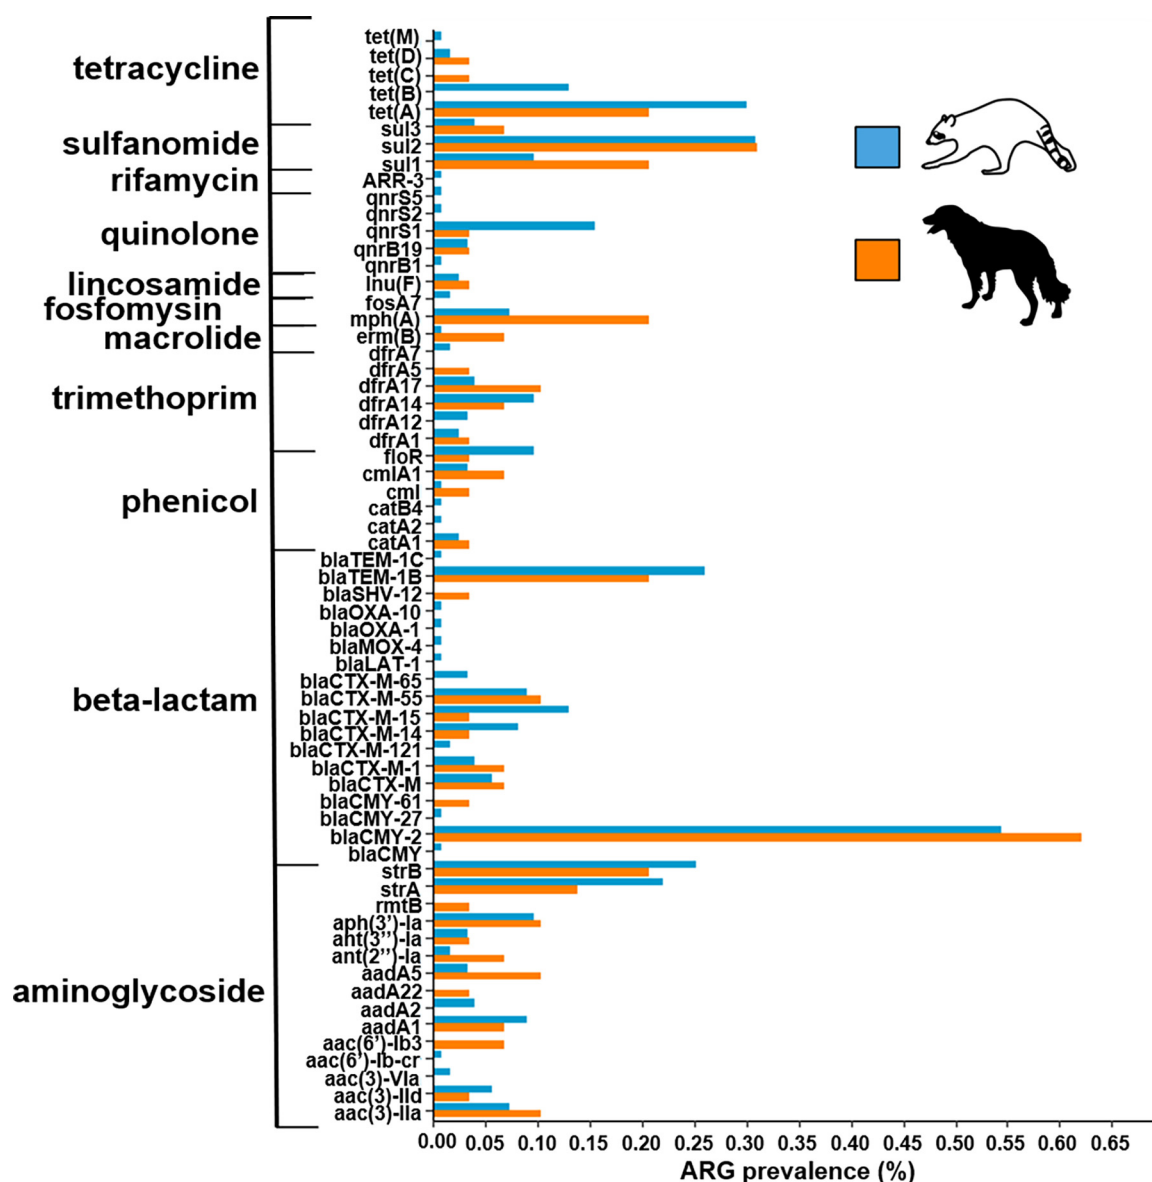 tetracycline
sulfanomide
rifamycin
quinolone
lincosamide
fosfomysin
macrolide
trimethoprim
phenicol
beta-lactam
aminoglycoside
tet(M)
tet(D)
tet(C)
tet(B)
tet(A)
sul3
sul2
sul1
ARR-3
qnrS5
qnrS2
qnrS1
qnrB19
qnrB1
lnu(F)
fosA7
mph(A)
erm(B)
dfrA7
dfrA5
dfrA17
dfrA14
dfrA12
dfrA1
floR
cmlA1
cml
catB4
catA2
catA1
blaTEM-1C
blaTEM-1B
blaSHV-12
blaOXA-10
blaOXA-1
blaMOX-4
blaLAT-1
blaCTX-M-65
blaCTX-M-55
blaCTX-M-15
blaCTX-M-14
blaCTX-M-121
blaCTX-M-1
blaCTX-M
blaCMY-61
blaCMY-27
blaCMY-2
blaCMY
strB
strA
rmtB
aph(3’)-Ia
ant(3’’)-Ia
ant(2’’)-Ia
aadA5
aadA22
aadA2
aadA1
aac(6’)-Ib3
aac(6’)-Ib-cr
aac(3)-VIa
aac(3)-IId
aac(3)-IIa
0.00 0.05 0.10 0.15 0.20 0.25 0.30 0.35 0.40 0.45 0.50 0.55 0.60 0.65
ARG prevalence (%)